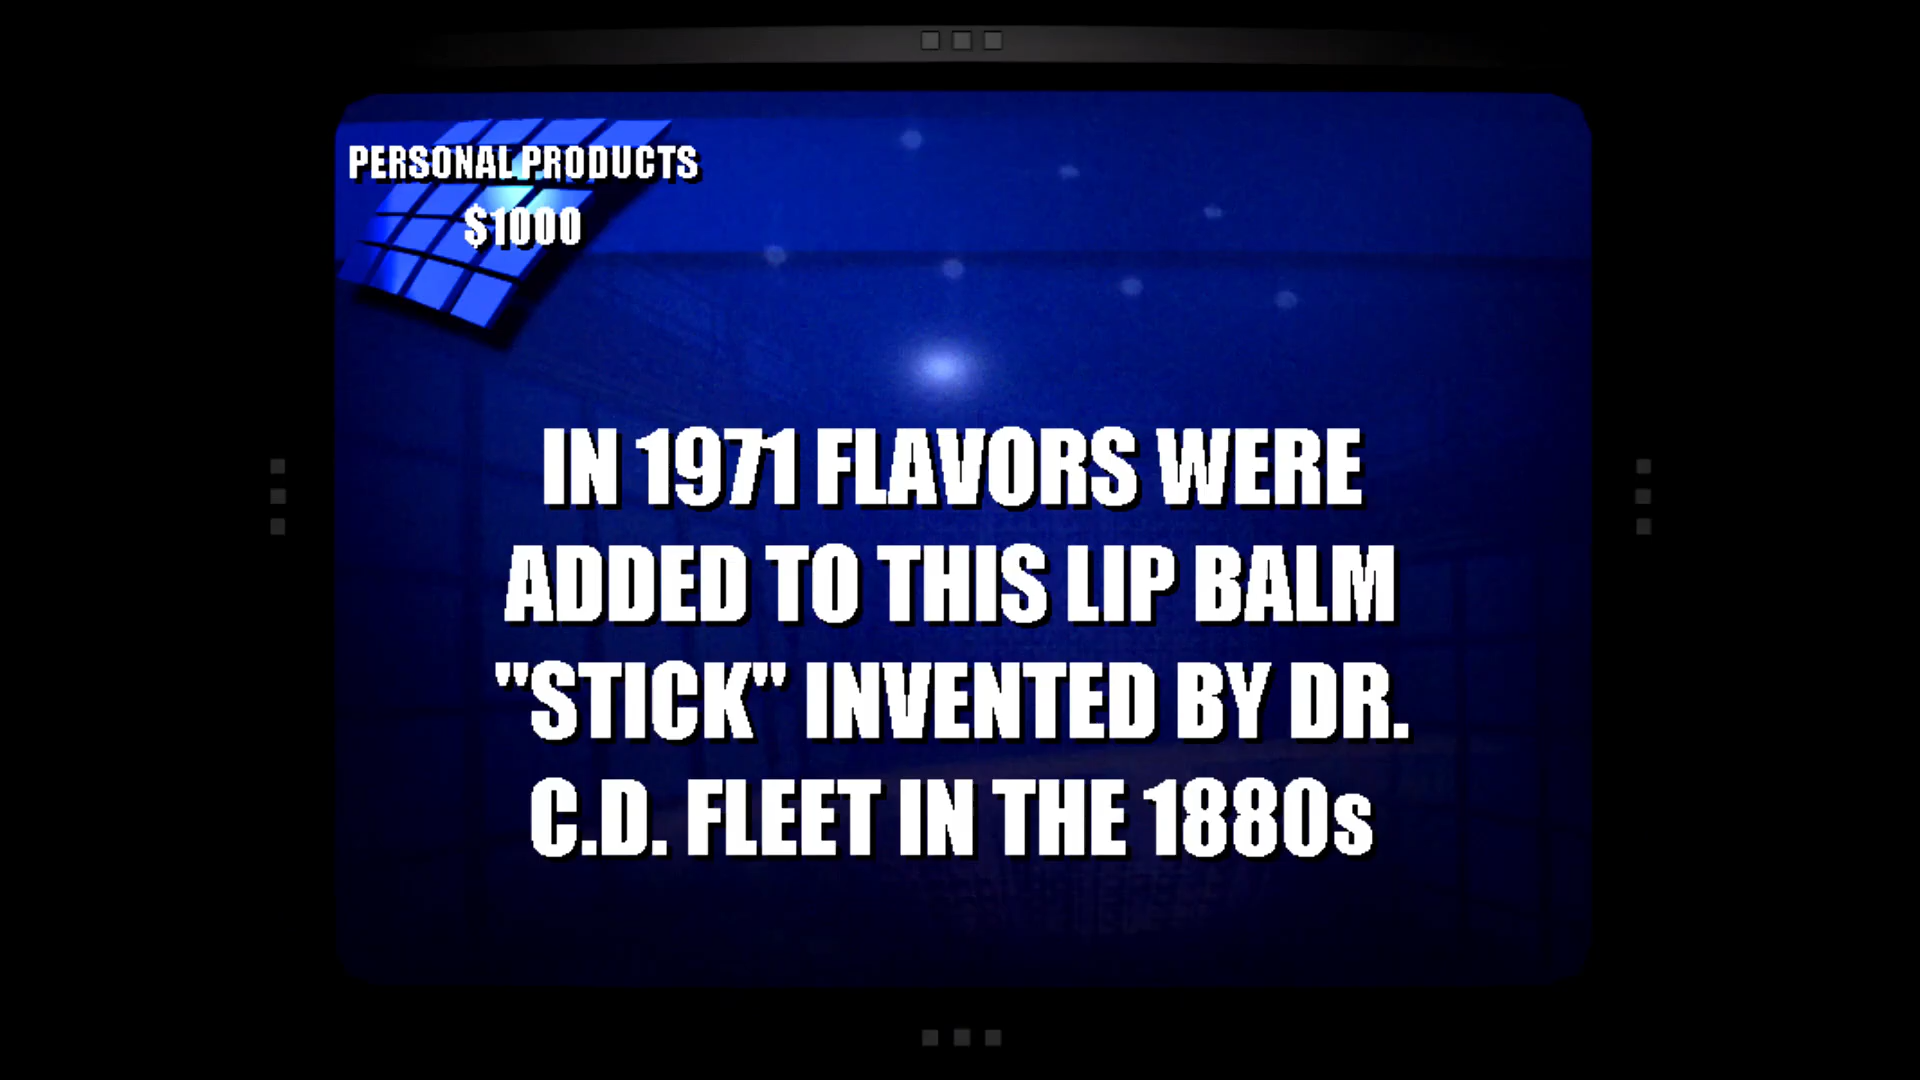 PERSONAL PRODUCTS
$1000
IN 1971 FLAVORS WERE
ADDED TO THIS LIP BALM
"STICK" INVENTED BY DR.
C.D. FLEET IN THE 1880s